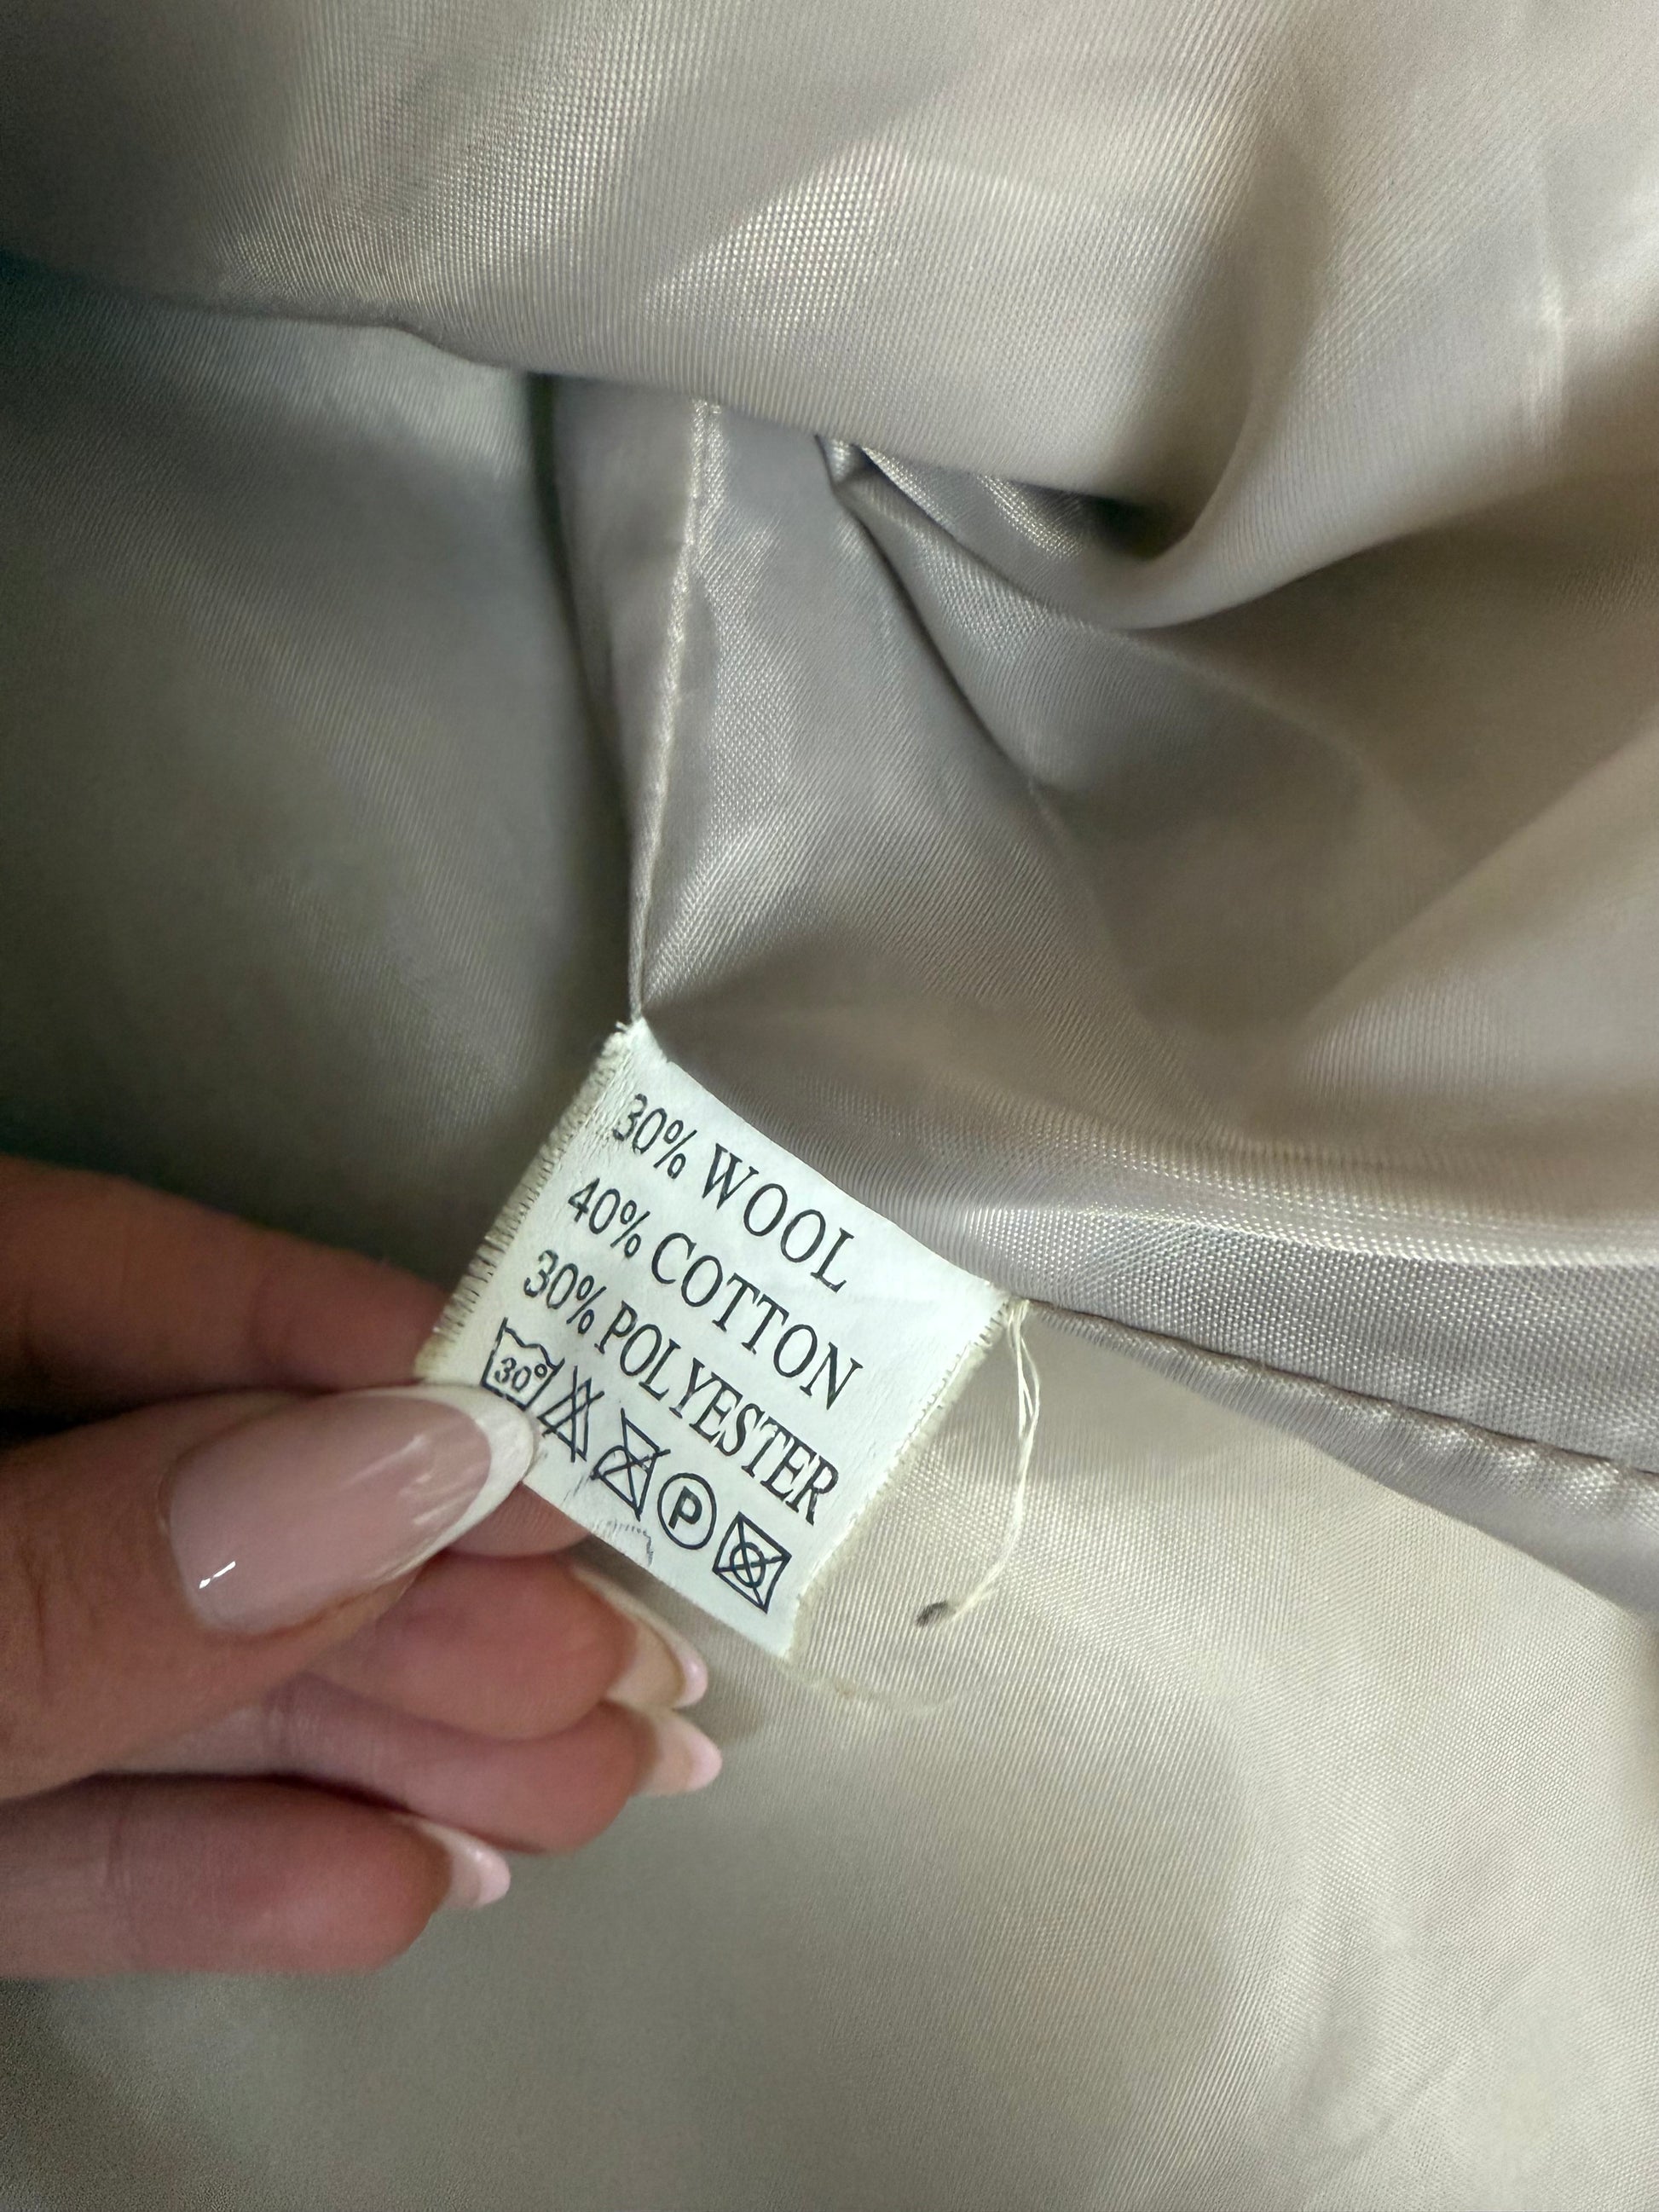 30% WOOL
40% COTTON
30% POLYESTER
30° P